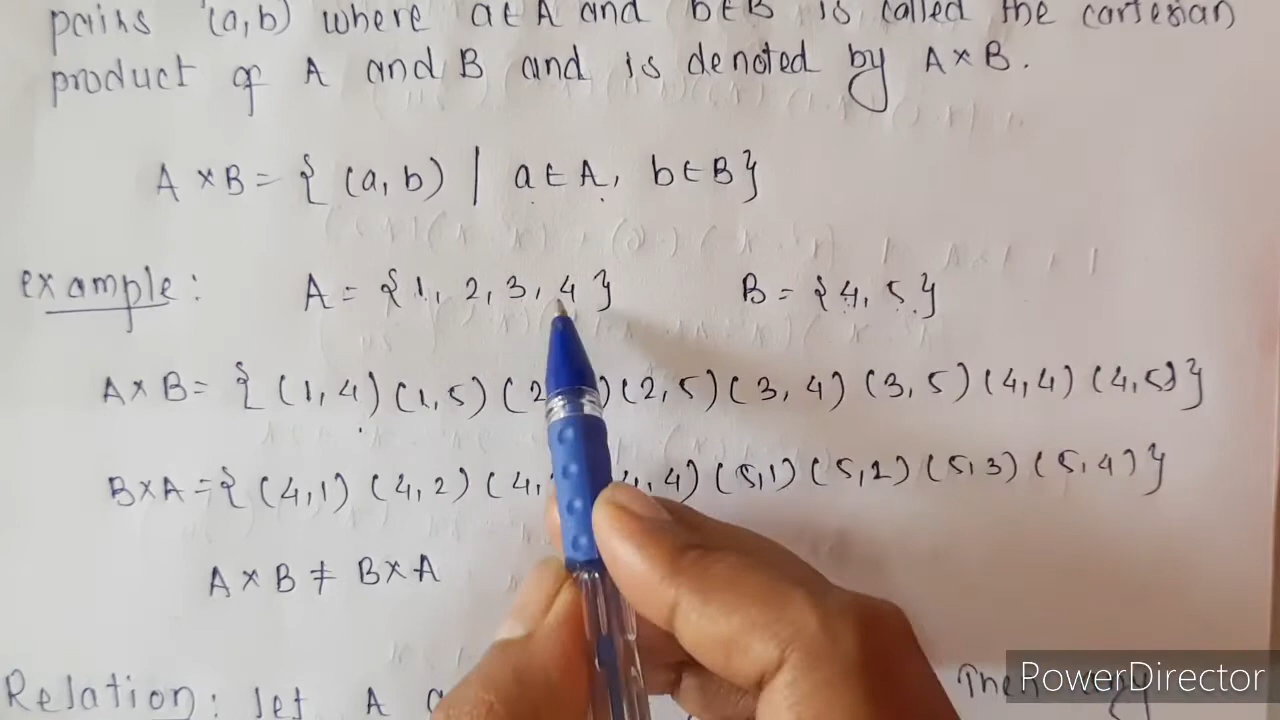 pairs (a,b) where a∈A and b∈B is called the cartesian
product of A and B and is denoted by A×B.
A×B = { (a, b) | a∈A, b∈B}
example: A = {1, 2, 3, 4} B = {4, 5}
A×B = { (1,4) (1,5) (2 ) (2,5) (3, 4) (3,5) (4,4) (4,5)}
B×A = { (4,1) (4,2) (4, ,4) (5,1) (5,2) (5,3) (5,4)}
A×B ≠ B×A
Relation: let A
PowerDirector